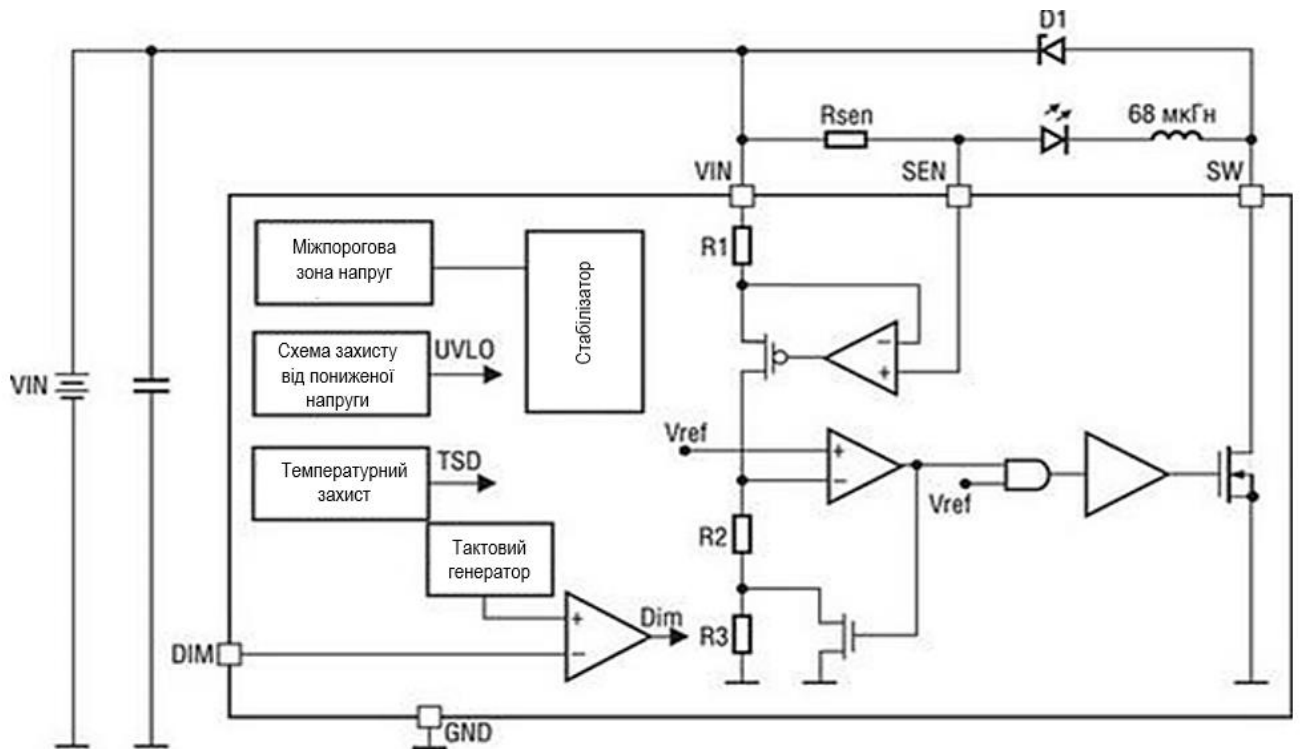 D1
Rsen
68 мкГн
VIN
SEN
SW
Міжпорогова
зона напруг
Стабілізатор
R1
−
+
Схема захисту
від пониженої
напруги
UVLO
VIN
Vref
+
−
Vref
Температурний
захист
TSD
R2
Тактовий
генератор
+
−
Dim
R3
DIM
GND